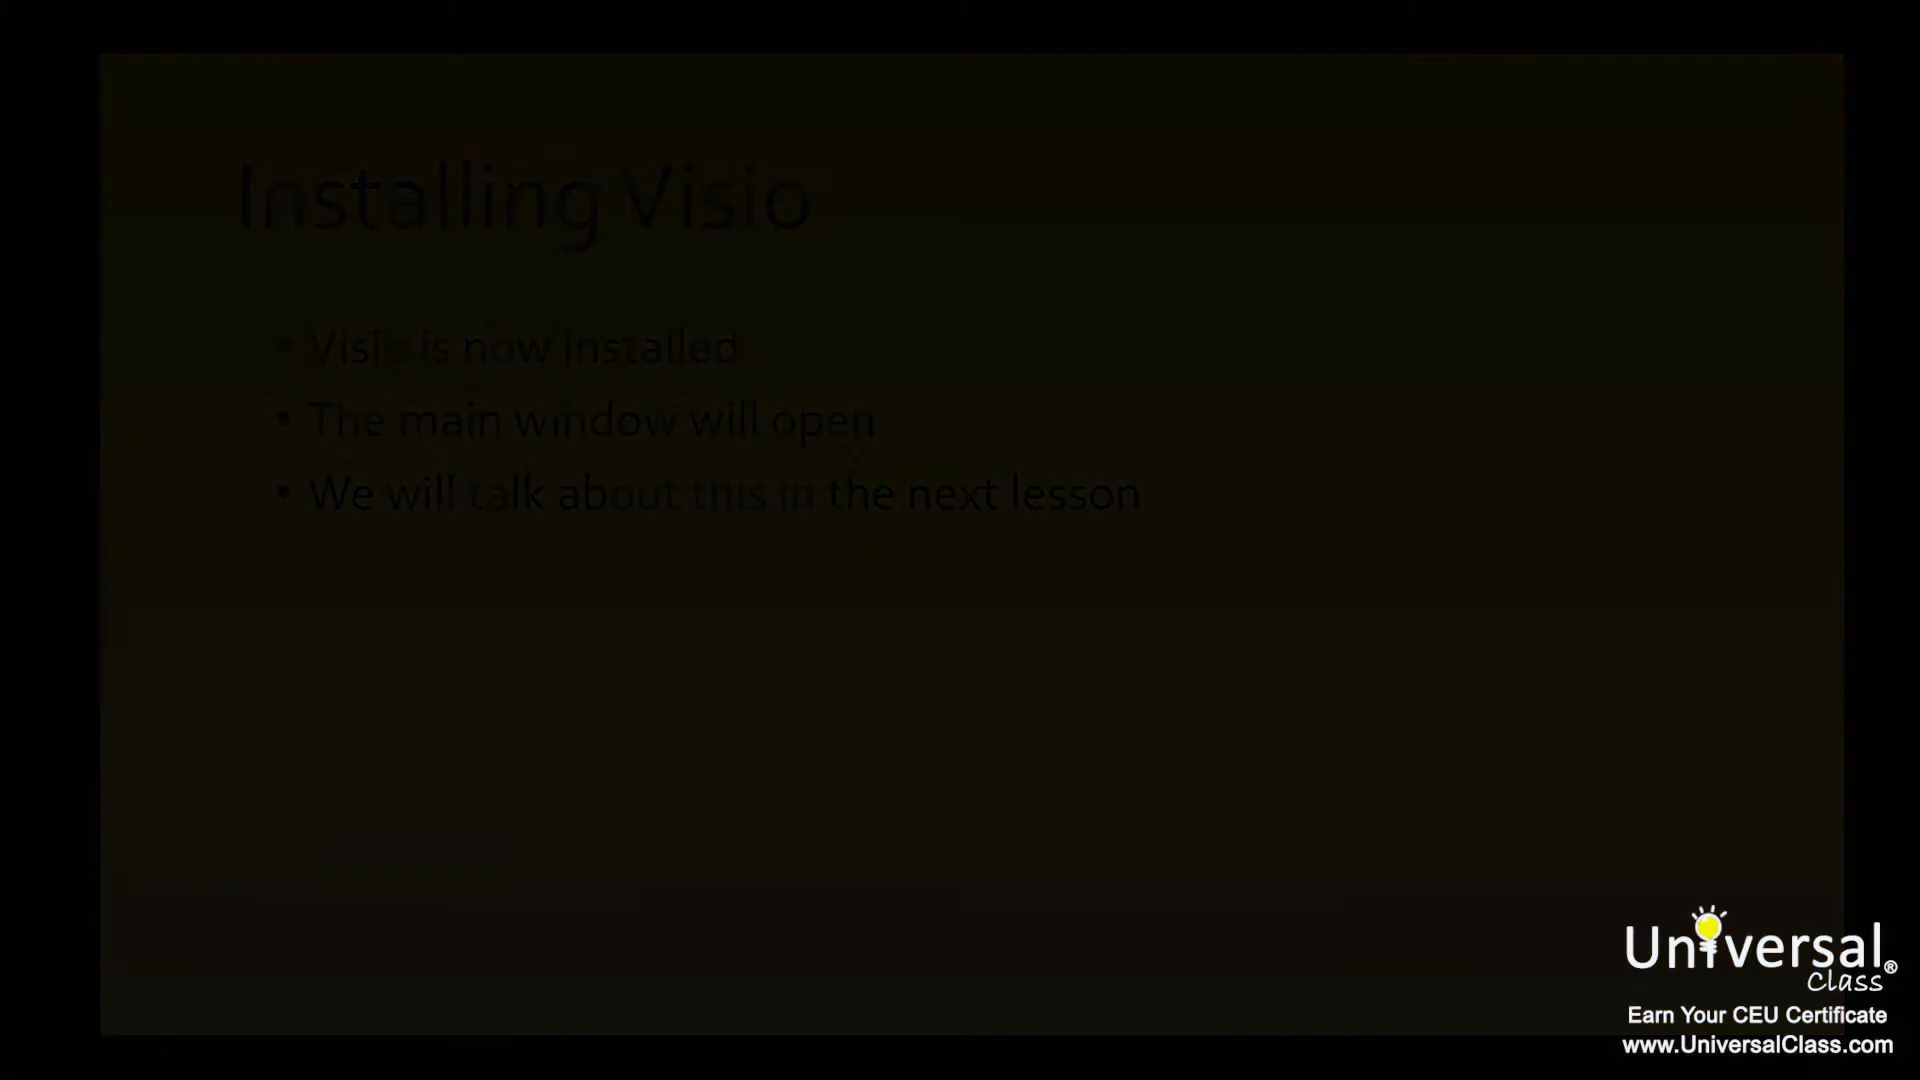 Installing Visio
• Visio is now installed
• The main window will open
• We will talk about this in the next lesson
Universal®
Class
Earn Your CEU Certificate
www.UniversalClass.com